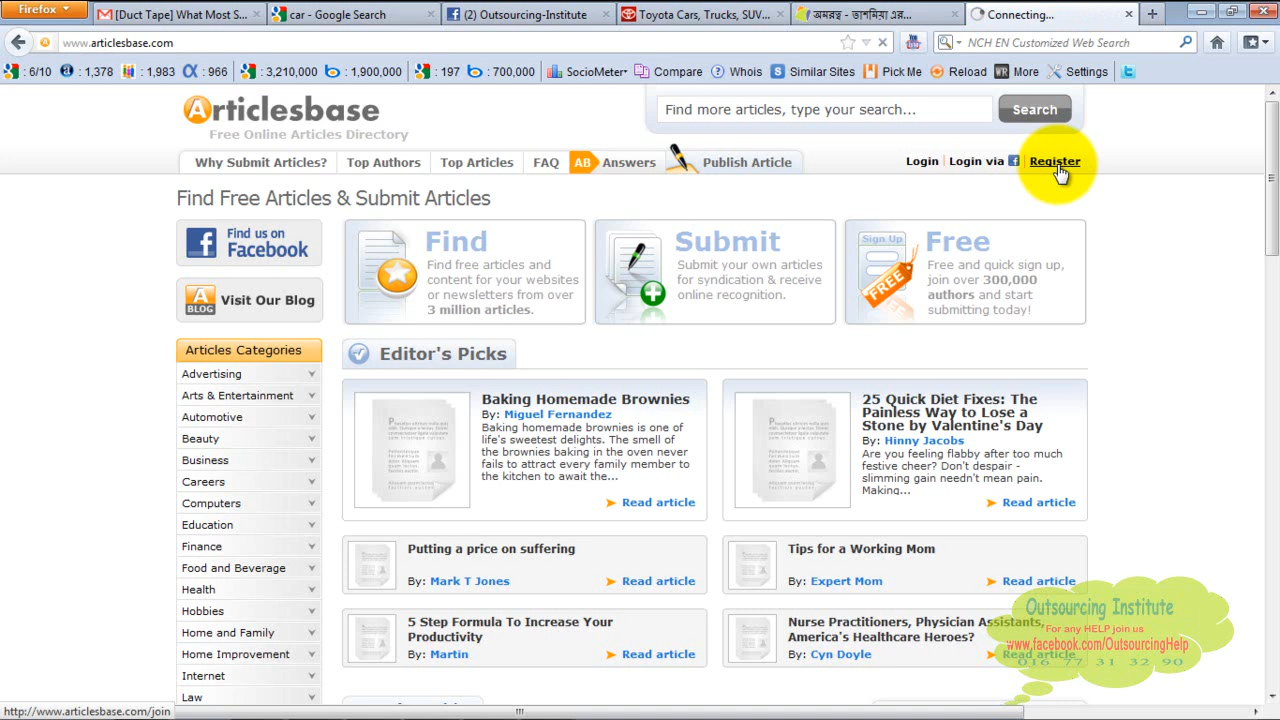 Firefox
[Duct Tape] What Most S...
car - Google Search
(2) Outsourcing-Institute
Toyota Cars, Trucks, SUV...
অমরত্ব - তাশমিয়া এর...
Connecting...
www.articlesbase.com
NCH EN Customized Web Search
: 6/10
: 1,378
: 1,983
: 966
: 3,210,000
: 1,900,000
: 197
: 700,000
SocioMeter
Compare
Whois
Similar Sites
Pick Me
Reload
More
Settings
Articlesbase
Free Online Articles Directory
Find more articles, type your search...
Search
Why Submit Articles?
Top Authors
Top Articles
FAQ
AB Answers
Publish Article
Login
Login via
Register
Find Free Articles & Submit Articles
Find us on
Facebook
BLOG
Visit Our Blog
Find
Find free articles and
content for your websites
or newsletters from over
3 million articles.
Submit
Submit your own articles
for syndication & receive
online recognition.
Sign Up
FREE
Free
Free and quick sign up,
join over 300,000
authors and start
submitting today!
Articles Categories
Advertising
Arts & Entertainment
Automotive
Beauty
Business
Careers
Computers
Education
Finance
Food and Beverage
Health
Hobbies
Home and Family
Home Improvement
Internet
Law
Editor's Picks
Baking Homemade Brownies
By: Miguel Fernandez
Baking homemade brownies is one of
life's sweetest delights. The smell of
the brownies baking in the oven never
fails to attract every family member to
the kitchen to await the...
Read article
25 Quick Diet Fixes: The
Painless Way to Lose a
Stone by Valentine's Day
By: Hinny Jacobs
Are you feeling flabby after too much
festive cheer? Don't despair -
slimming gain needn't mean pain.
Making...
Read article
Putting a price on suffering
By: Mark T Jones
Read article
Tips for a Working Mom
By: Expert Mom
Read article
5 Step Formula To Increase Your
Productivity
By: Martin
Read article
Nurse Practitioners, Physician Assistants,
America's Healthcare Heroes?
By: Cyn Doyle
Read article
Outsourcing Institute
For any HELP join us
www.facebook.com/OutsourcingHelp
016 77 31 32 90
http://www.articlesbase.com/join